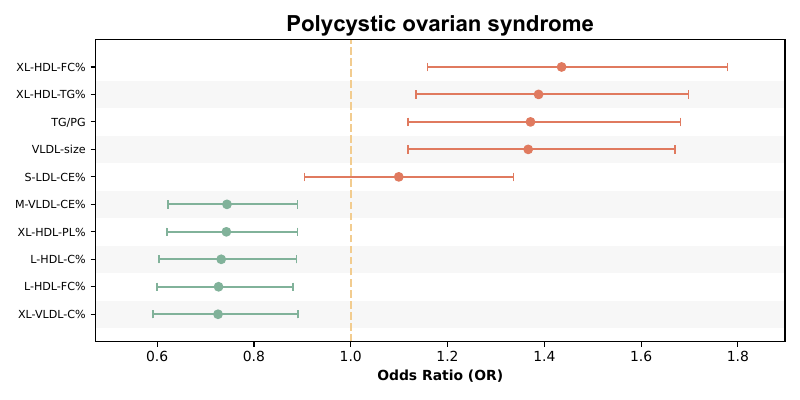 Polycystic ovarian syndrome
XL-HDL-FC%
XL-HDL-TG%
TG/PG
VLDL-size
S-LDL-CE%
M-VLDL-CE%
XL-HDL-PL%
L-HDL-C%
L-HDL-FC%
XL-VLDL-C%
0.6 0.8 1.0 1.2 1.4 1.6 1.8
Odds Ratio (OR)